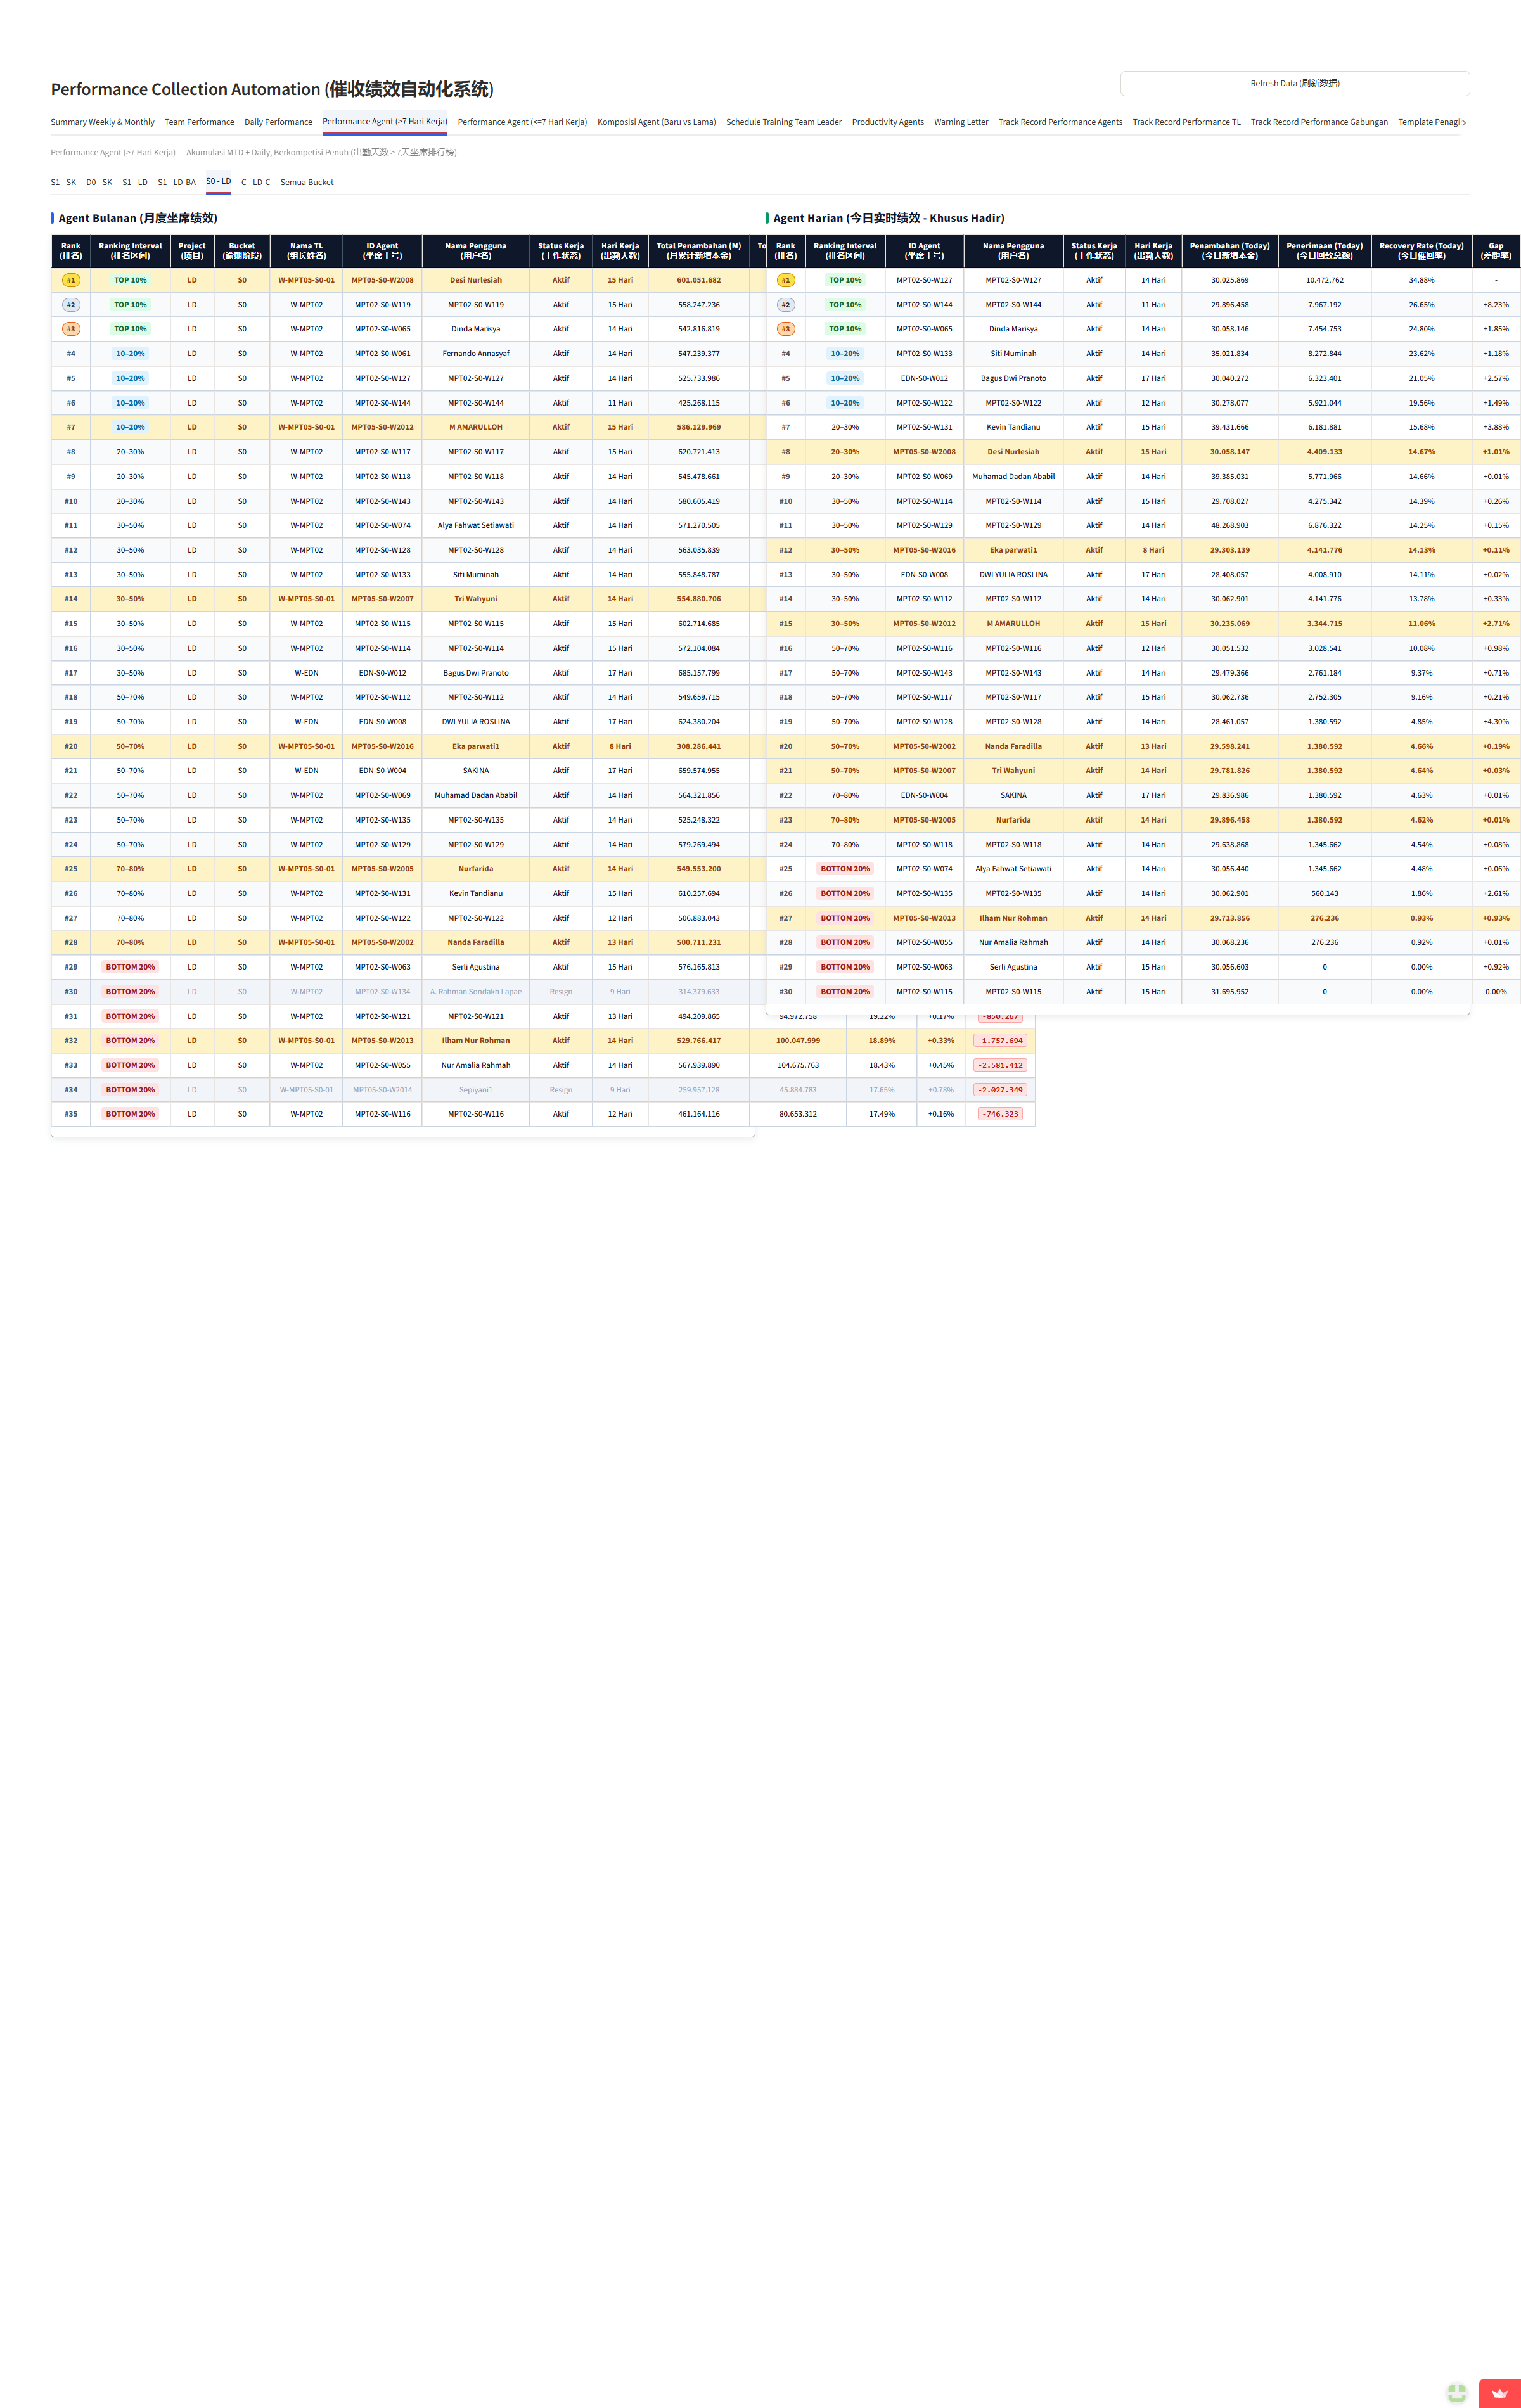 Performance Collection Automation (催收绩效自动化系统)
Refresh Data (刷新数据)
Summary Weekly & Monthly Team Performance Daily Performance Performance Agent (>7 Hari Kerja) Performance Agent (<=7 Hari Kerja) Komposisi Agent (Baru vs Lama) Schedule Training Team Leader Productivity Agents Warning Letter Track Record Performance Agents Track Record Performance TL Track Record Performance Gabungan Template Penagi
Performance Agent (>7 Hari Kerja) — Akumulasi MTD + Daily, Berkompetisi Penuh (出勤天数 > 7天坐席排行榜)
S1 - SK D0 - SK S1 - LD S1 - LD-BA S0 - LD C - LD-C Semua Bucket
Agent Bulanan (月度坐席绩效)
Rank Ranking Interval Project Bucket Nama TL ID Agent Nama Pengguna Status Kerja Hari Kerja Total Penambahan (M) To
(排名) (排名区间) (项目) (逾期阶段) (组长姓名) (坐席工号) (用户名) (工作状态) (出勤天数) (月累计新增本金)
#1 TOP 10% LD S0 W-MPT05-S0-01 MPT05-S0-W2008 Desi Nurlesiah Aktif 15 Hari 601.051.682
#2 TOP 10% LD S0 W-MPT02 MPT02-S0-W119 MPT02-S0-W119 Aktif 15 Hari 558.247.236
#3 TOP 10% LD S0 W-MPT02 MPT02-S0-W065 Dinda Marisya Aktif 14 Hari 542.816.819
#4 10–20% LD S0 W-MPT02 MPT02-S0-W061 Fernando Annasyaf Aktif 14 Hari 547.239.377
#5 10–20% LD S0 W-MPT02 MPT02-S0-W127 MPT02-S0-W127 Aktif 14 Hari 525.733.986
#6 10–20% LD S0 W-MPT02 MPT02-S0-W144 MPT02-S0-W144 Aktif 11 Hari 425.268.115
#7 10–20% LD S0 W-MPT05-S0-01 MPT05-S0-W2012 M AMARULLOH Aktif 15 Hari 586.129.969
#8 20–30% LD S0 W-MPT02 MPT02-S0-W117 MPT02-S0-W117 Aktif 15 Hari 620.721.413
#9 20–30% LD S0 W-MPT02 MPT02-S0-W118 MPT02-S0-W118 Aktif 14 Hari 545.478.661
#10 20–30% LD S0 W-MPT02 MPT02-S0-W143 MPT02-S0-W143 Aktif 14 Hari 580.605.419
#11 30–50% LD S0 W-MPT02 MPT02-S0-W074 Alya Fahwat Setiawati Aktif 14 Hari 571.270.505
#12 30–50% LD S0 W-MPT02 MPT02-S0-W128 MPT02-S0-W128 Aktif 14 Hari 563.035.839
#13 30–50% LD S0 W-MPT02 MPT02-S0-W133 Siti Muminah Aktif 14 Hari 555.848.787
#14 30–50% LD S0 W-MPT05-S0-01 MPT05-S0-W2007 Tri Wahyuni Aktif 14 Hari 554.880.706
#15 30–50% LD S0 W-MPT02 MPT02-S0-W115 MPT02-S0-W115 Aktif 15 Hari 602.714.685
#16 30–50% LD S0 W-MPT02 MPT02-S0-W114 MPT02-S0-W114 Aktif 15 Hari 572.104.084
#17 30–50% LD S0 W-EDN EDN-S0-W012 Bagus Dwi Pranoto Aktif 17 Hari 685.157.799
#18 50–70% LD S0 W-MPT02 MPT02-S0-W112 MPT02-S0-W112 Aktif 14 Hari 549.659.715
#19 50–70% LD S0 W-EDN EDN-S0-W008 DWI YULIA ROSLINA Aktif 17 Hari 624.380.204
#20 50–70% LD S0 W-MPT05-S0-01 MPT05-S0-W2016 Eka parwati1 Aktif 8 Hari 308.286.441
#21 50–70% LD S0 W-EDN EDN-S0-W004 SAKINA Aktif 17 Hari 659.574.955
#22 50–70% LD S0 W-MPT02 MPT02-S0-W069 Muhamad Dadan Ababil Aktif 14 Hari 564.321.856
#23 50–70% LD S0 W-MPT02 MPT02-S0-W135 MPT02-S0-W135 Aktif 14 Hari 525.248.322
#24 50–70% LD S0 W-MPT02 MPT02-S0-W129 MPT02-S0-W129 Aktif 14 Hari 579.269.494
#25 70–80% LD S0 W-MPT05-S0-01 MPT05-S0-W2005 Nurfarida Aktif 14 Hari 549.553.200
#26 70–80% LD S0 W-MPT02 MPT02-S0-W131 Kevin Tandianu Aktif 15 Hari 610.257.694
#27 70–80% LD S0 W-MPT02 MPT02-S0-W122 MPT02-S0-W122 Aktif 12 Hari 506.883.043
#28 70–80% LD S0 W-MPT05-S0-01 MPT05-S0-W2002 Nanda Faradilla Aktif 13 Hari 500.711.231
#29 BOTTOM 20% LD S0 W-MPT02 MPT02-S0-W063 Serli Agustina Aktif 15 Hari 576.165.813
#30 BOTTOM 20% LD S0 W-MPT02 MPT02-S0-W134 A. Rahman Sondakh Lapae Resign 9 Hari 314.379.633
#31 BOTTOM 20% LD S0 W-MPT02 MPT02-S0-W121 MPT02-S0-W121 Aktif 13 Hari 494.209.865 94.972.758 19.22% +0.17% -850.267
#32 BOTTOM 20% LD S0 W-MPT05-S0-01 MPT05-S0-W2013 Ilham Nur Rohman Aktif 14 Hari 529.766.417 100.047.999 18.89% +0.33% -1.757.694
#33 BOTTOM 20% LD S0 W-MPT02 MPT02-S0-W055 Nur Amalia Rahmah Aktif 14 Hari 567.939.890 104.675.763 18.43% +0.45% -2.581.412
#34 BOTTOM 20% LD S0 W-MPT05-S0-01 MPT05-S0-W2014 Sepiyani1 Resign 9 Hari 259.957.128 45.884.783 17.65% +0.78% -2.027.349
#35 BOTTOM 20% LD S0 W-MPT02 MPT02-S0-W116 MPT02-S0-W116 Aktif 12 Hari 461.164.116 80.653.312 17.49% +0.16% -746.323
Agent Harian (今日实时绩效 - Khusus Hadir)
Rank Ranking Interval ID Agent Nama Pengguna Status Kerja Hari Kerja Penambahan (Today) Penerimaan (Today) Recovery Rate (Today) Gap
(排名) (排名区间) (坐席工号) (用户名) (工作状态) (出勤天数) (今日新增本金) (今日回款总额) (今日催回率) (差距率)
#1 TOP 10% MPT02-S0-W127 MPT02-S0-W127 Aktif 14 Hari 30.025.869 10.472.762 34.88% -
#2 TOP 10% MPT02-S0-W144 MPT02-S0-W144 Aktif 11 Hari 29.896.458 7.967.192 26.65% +8.23%
#3 TOP 10% MPT02-S0-W065 Dinda Marisya Aktif 14 Hari 30.058.146 7.454.753 24.80% +1.85%
#4 10–20% MPT02-S0-W133 Siti Muminah Aktif 14 Hari 35.021.834 8.272.844 23.62% +1.18%
#5 10–20% EDN-S0-W012 Bagus Dwi Pranoto Aktif 17 Hari 30.040.272 6.323.401 21.05% +2.57%
#6 10–20% MPT02-S0-W122 MPT02-S0-W122 Aktif 12 Hari 30.278.077 5.921.044 19.56% +1.49%
#7 20–30% MPT02-S0-W131 Kevin Tandianu Aktif 15 Hari 39.431.666 6.181.881 15.68% +3.88%
#8 20–30% MPT05-S0-W2008 Desi Nurlesiah Aktif 15 Hari 30.058.147 4.409.133 14.67% +1.01%
#9 20–30% MPT02-S0-W069 Muhamad Dadan Ababil Aktif 14 Hari 39.385.031 5.771.966 14.66% +0.01%
#10 30–50% MPT02-S0-W114 MPT02-S0-W114 Aktif 15 Hari 29.708.027 4.275.342 14.39% +0.26%
#11 30–50% MPT02-S0-W129 MPT02-S0-W129 Aktif 14 Hari 48.268.903 6.876.322 14.25% +0.15%
#12 30–50% MPT05-S0-W2016 Eka parwati1 Aktif 8 Hari 29.303.139 4.141.776 14.13% +0.11%
#13 30–50% EDN-S0-W008 DWI YULIA ROSLINA Aktif 17 Hari 28.408.057 4.008.910 14.11% +0.02%
#14 30–50% MPT02-S0-W112 MPT02-S0-W112 Aktif 14 Hari 30.062.901 4.141.776 13.78% +0.33%
#15 30–50% MPT05-S0-W2012 M AMARULLOH Aktif 15 Hari 30.235.069 3.344.715 11.06% +2.71%
#16 50–70% MPT02-S0-W116 MPT02-S0-W116 Aktif 12 Hari 30.051.532 3.028.541 10.08% +0.98%
#17 50–70% MPT02-S0-W143 MPT02-S0-W143 Aktif 14 Hari 29.479.366 2.761.184 9.37% +0.71%
#18 50–70% MPT02-S0-W117 MPT02-S0-W117 Aktif 15 Hari 30.062.736 2.752.305 9.16% +0.21%
#19 50–70% MPT02-S0-W128 MPT02-S0-W128 Aktif 14 Hari 28.461.057 1.380.592 4.85% +4.30%
#20 50–70% MPT05-S0-W2002 Nanda Faradilla Aktif 13 Hari 29.598.241 1.380.592 4.66% +0.19%
#21 50–70% MPT05-S0-W2007 Tri Wahyuni Aktif 14 Hari 29.781.826 1.380.592 4.64% +0.03%
#22 70–80% EDN-S0-W004 SAKINA Aktif 17 Hari 29.836.986 1.380.592 4.63% +0.01%
#23 70–80% MPT05-S0-W2005 Nurfarida Aktif 14 Hari 29.896.458 1.380.592 4.62% +0.01%
#24 70–80% MPT02-S0-W118 MPT02-S0-W118 Aktif 14 Hari 29.638.868 1.345.662 4.54% +0.08%
#25 BOTTOM 20% MPT02-S0-W074 Alya Fahwat Setiawati Aktif 14 Hari 30.056.440 1.345.662 4.48% +0.06%
#26 BOTTOM 20% MPT02-S0-W135 MPT02-S0-W135 Aktif 14 Hari 30.062.901 560.143 1.86% +2.61%
#27 BOTTOM 20% MPT05-S0-W2013 Ilham Nur Rohman Aktif 14 Hari 29.713.856 276.236 0.93% +0.93%
#28 BOTTOM 20% MPT02-S0-W055 Nur Amalia Rahmah Aktif 14 Hari 30.068.236 276.236 0.92% +0.01%
#29 BOTTOM 20% MPT02-S0-W063 Serli Agustina Aktif 15 Hari 30.056.603 0 0.00% +0.92%
#30 BOTTOM 20% MPT02-S0-W115 MPT02-S0-W115 Aktif 15 Hari 31.695.952 0 0.00% 0.00%